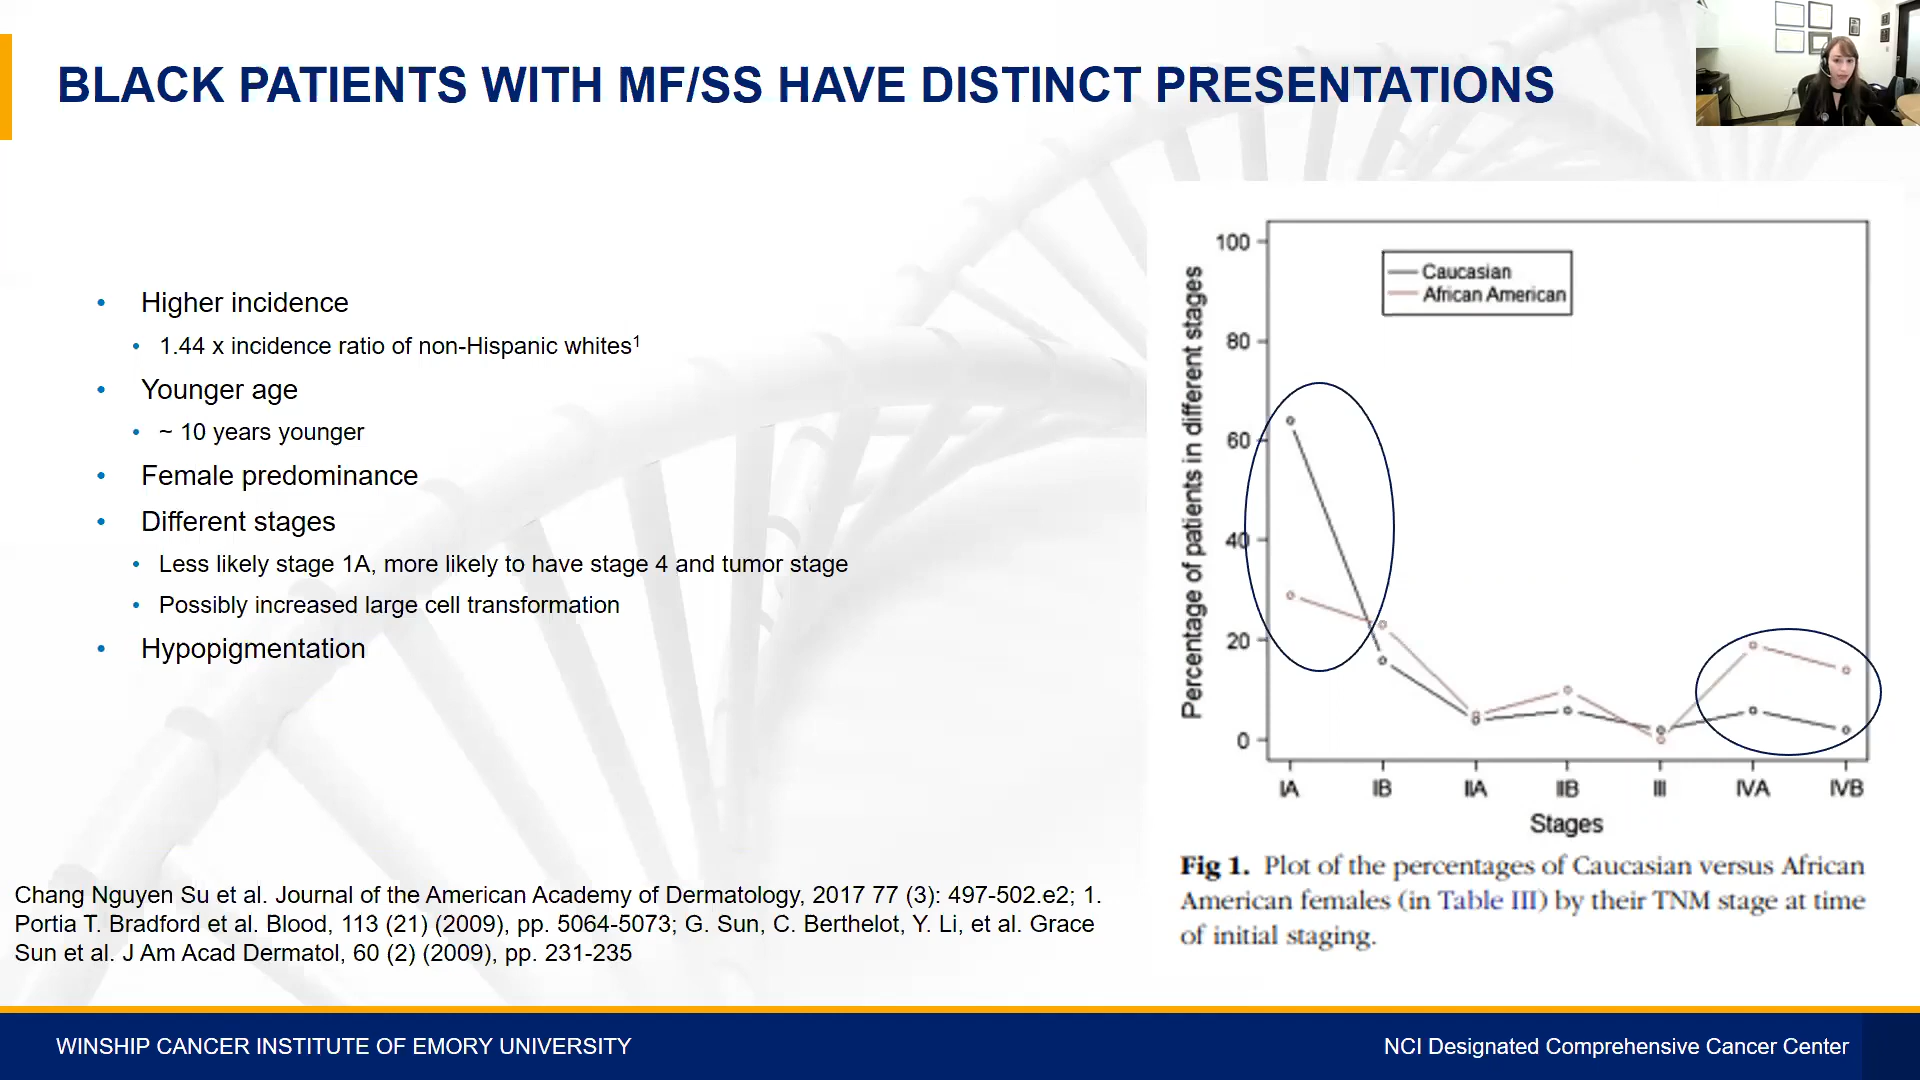 BLACK PATIENTS WITH MF/SS HAVE DISTINCT PRESENTATIONS
• Higher incidence
• 1.44 x incidence ratio of non-Hispanic whites¹
• Younger age
• ~ 10 years younger
• Female predominance
• Different stages
• Less likely stage 1A, more likely to have stage 4 and tumor stage
• Possibly increased large cell transformation
• Hypopigmentation
Percentage of patients in different stages
100
80
60
40
20
0
Caucasian
African American
IA IB IIA IIB III IVA IVB
Stages
Fig 1. Plot of the percentages of Caucasian versus African
American females (in Table III) by their TNM stage at time
of initial staging.
Chang Nguyen Su et al. Journal of the American Academy of Dermatology, 2017 77 (3): 497-502.e2; 1.
Portia T. Bradford et al. Blood, 113 (21) (2009), pp. 5064-5073; G. Sun, C. Berthelot, Y. Li, et al. Grace
Sun et al. J Am Acad Dermatol, 60 (2) (2009), pp. 231-235
WINSHIP CANCER INSTITUTE OF EMORY UNIVERSITY
NCI Designated Comprehensive Cancer Center